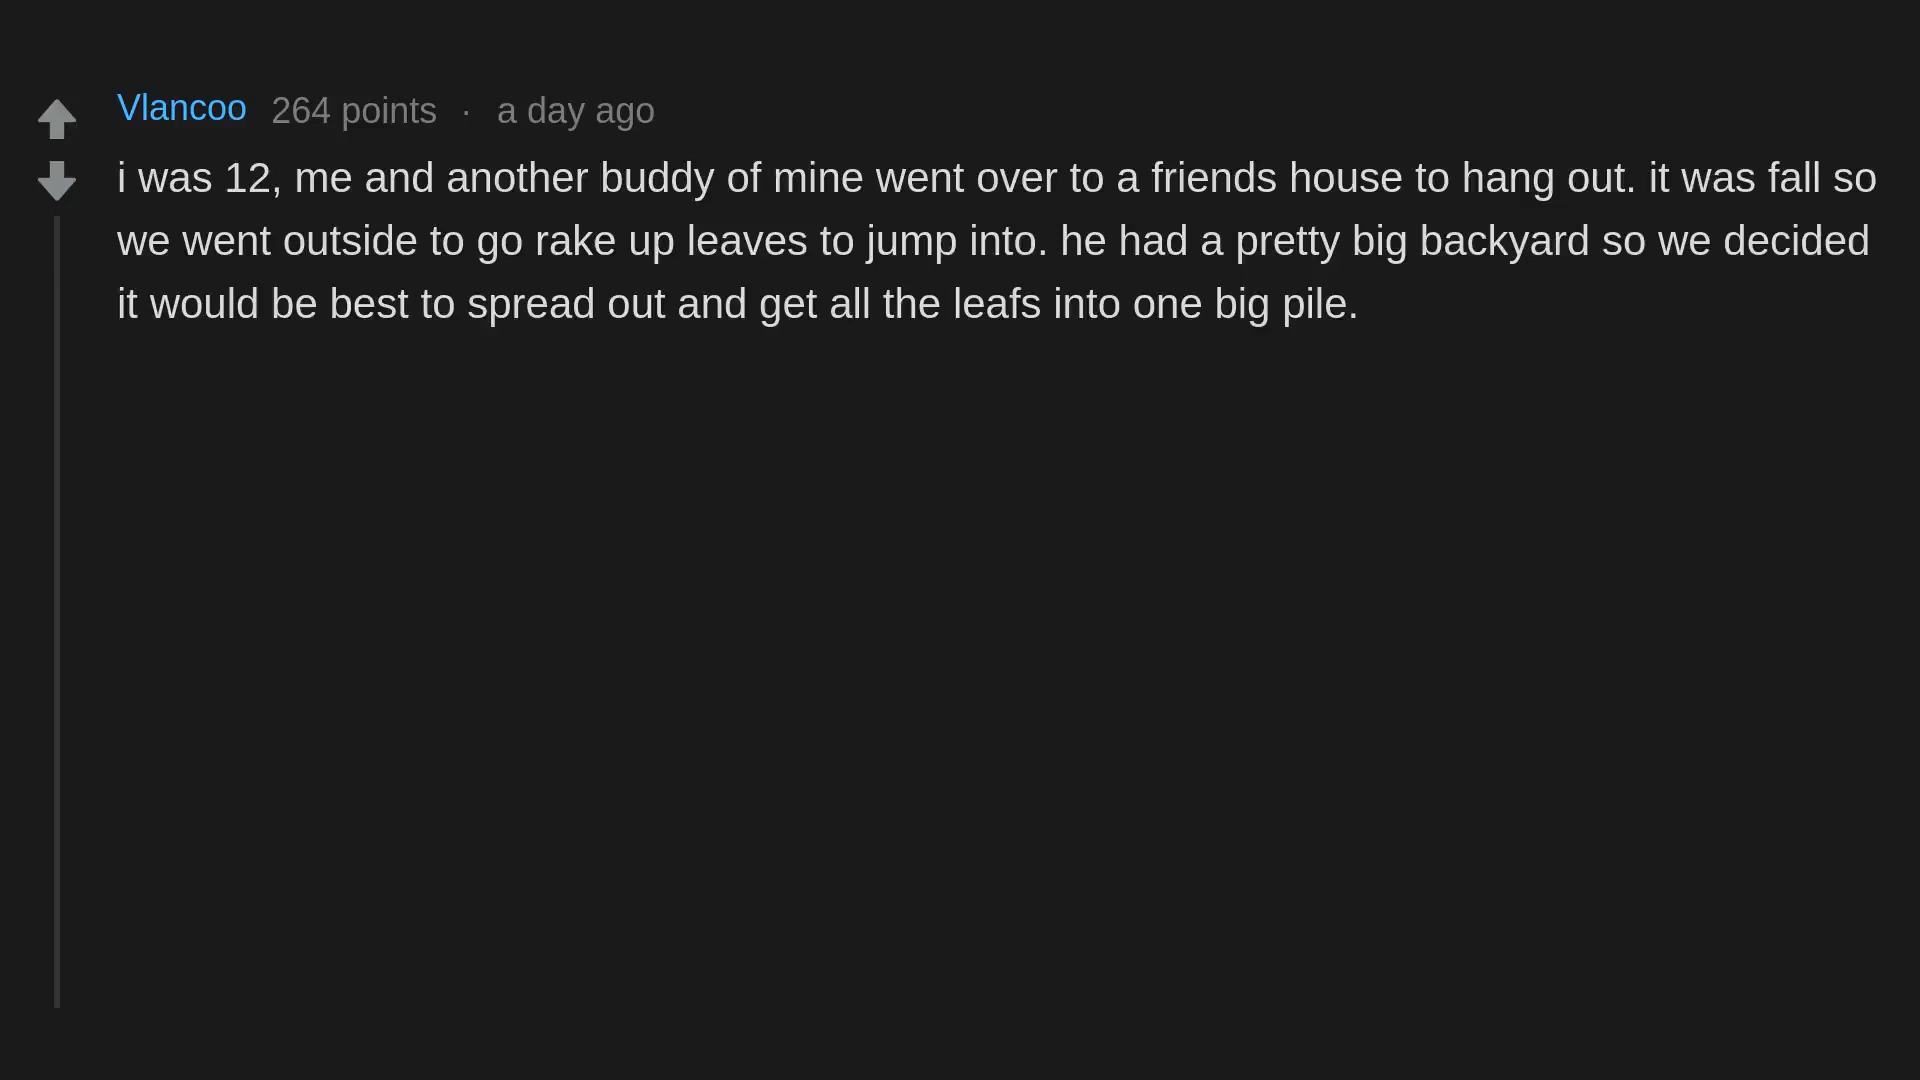 Vlancoo 264 points · a day ago
i was 12, me and another buddy of mine went over to a friends house to hang out. it was fall so
we went outside to go rake up leaves to jump into. he had a pretty big backyard so we decided
it would be best to spread out and get all the leafs into one big pile.